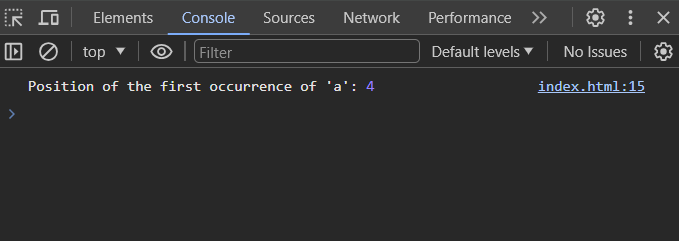 Elements Console Sources Network Performance
top Filter Default levels No Issues
Position of the first occurrence of 'a': 4 index.html:15